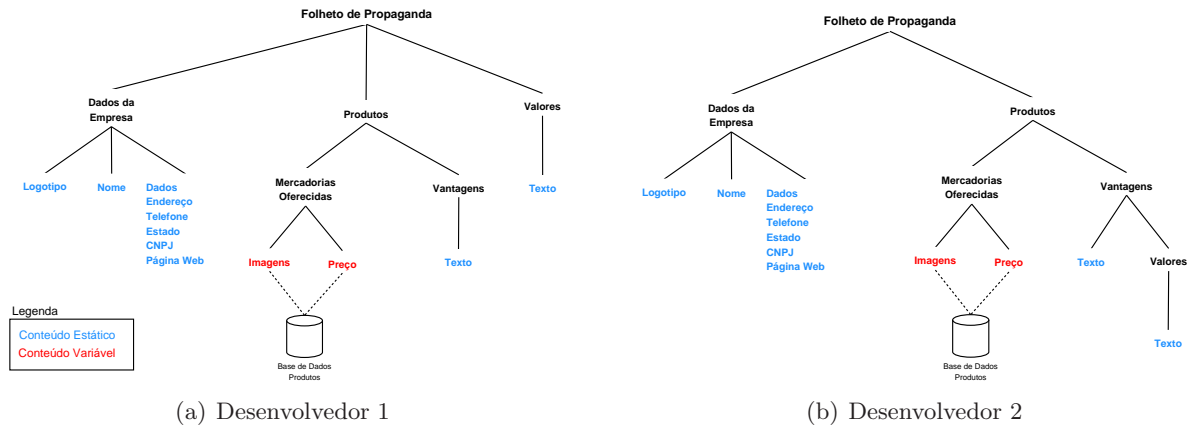 Folheto de Propaganda
Dados da
Empresa
Produtos
Valores
Logotipo
Nome
Dados
Endereço
Telefone
Estado
CNPJ
Página Web
Mercadorias
Oferecidas
Vantagens
Texto
Imagens
Preço
Texto
Legenda
Conteúdo Estático
Conteúdo Variável
Base de Dados
Produtos
(a) Desenvolvedor 1
Folheto de Propaganda
Dados da
Empresa
Produtos
Logotipo
Nome
Dados
Endereço
Telefone
Estado
CNPJ
Página Web
Mercadorias
Oferecidas
Vantagens
Imagens
Preço
Texto
Valores
Texto
Base de Dados
Produtos
(b) Desenvolvedor 2